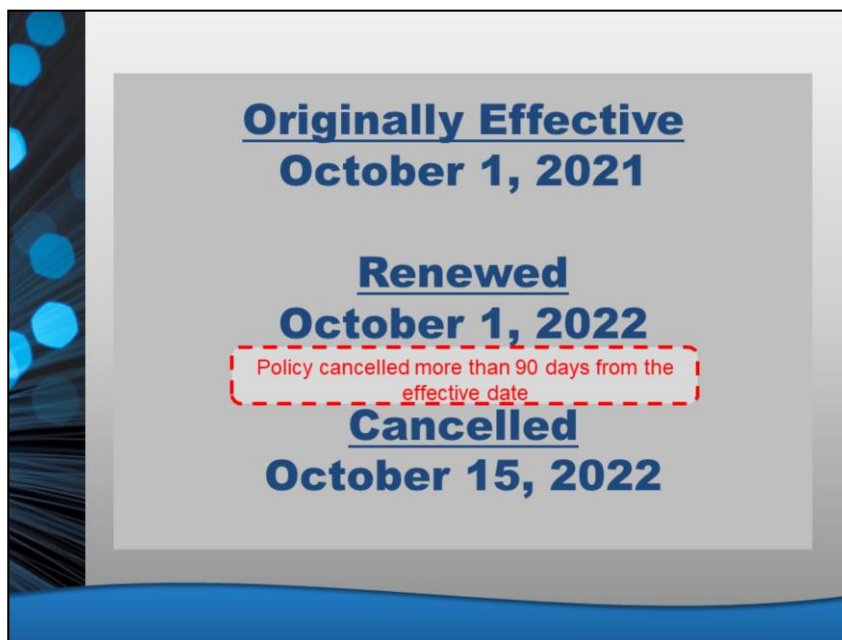 Originally Effective
October 1, 2021
Renewed
October 1, 2022
Policy cancelled more than 90 days from the
effective date
Cancelled
October 15, 2022